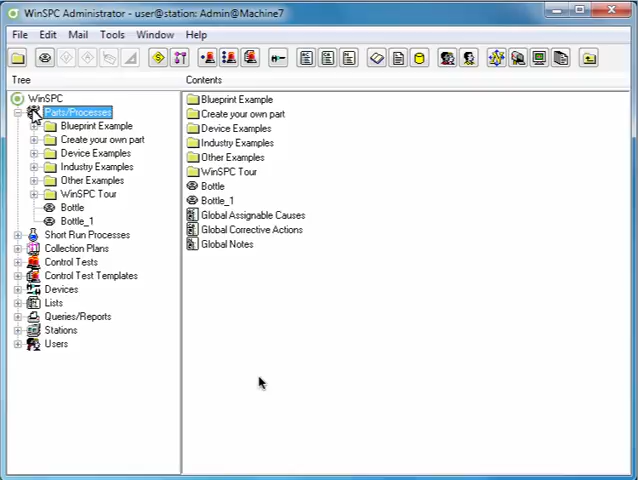 WinSPC Administrator - user@station: Admin@Machine7
File Edit Mail Tools Window Help
Tree
Contents
WinSPC
Parts/Processes
Blueprint Example
Create your own part
Device Examples
Industry Examples
Other Examples
WinSPC Tour
Bottle
Bottle_1
Short Run Processes
Collection Plans
Control Tests
Control Test Templates
Devices
Lists
Queries/Reports
Stations
Users
Blueprint Example
Create your own part
Device Examples
Industry Examples
Other Examples
WinSPC Tour
Bottle
Bottle_1
Global Assignable Causes
Global Corrective Actions
Global Notes